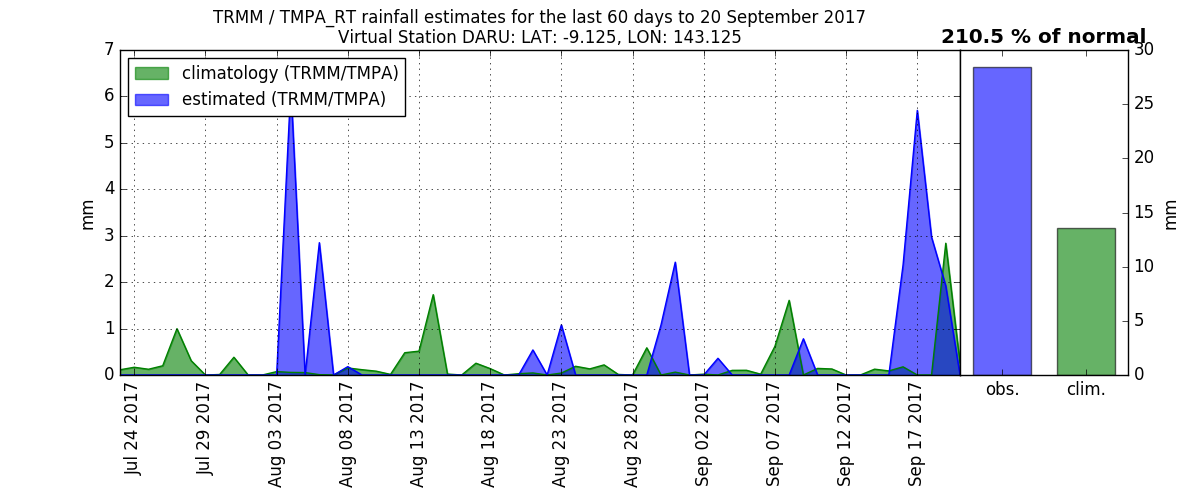 TRMM / TMPA_RT rainfall estimates for the last 60 days to 20 September 2017
Virtual Station DARU: LAT: -9.125, LON: 143.125
210.5 % of normal
climatology (TRMM/TMPA)
estimated (TRMM/TMPA)
7
6
5
4
3
2
1
0
mm
Jul 24 2017
Jul 29 2017
Aug 03 2017
Aug 08 2017
Aug 13 2017
Aug 18 2017
Aug 23 2017
Aug 28 2017
Sep 02 2017
Sep 07 2017
Sep 12 2017
Sep 17 2017
30
25
20
15
10
5
0
mm
obs.
clim.